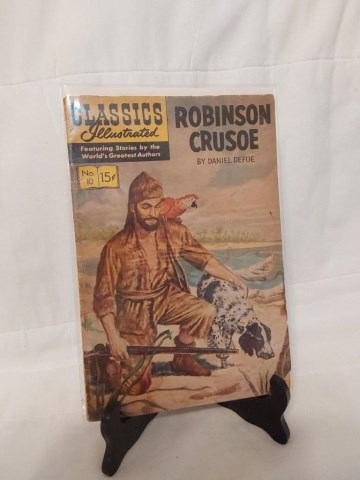 CLASSICS
Illustrated
Featuring Stories by the
World's Greatest Authors
No.
10
15¢
ROBINSON
CRUSOE
BY DANIEL DEFOE